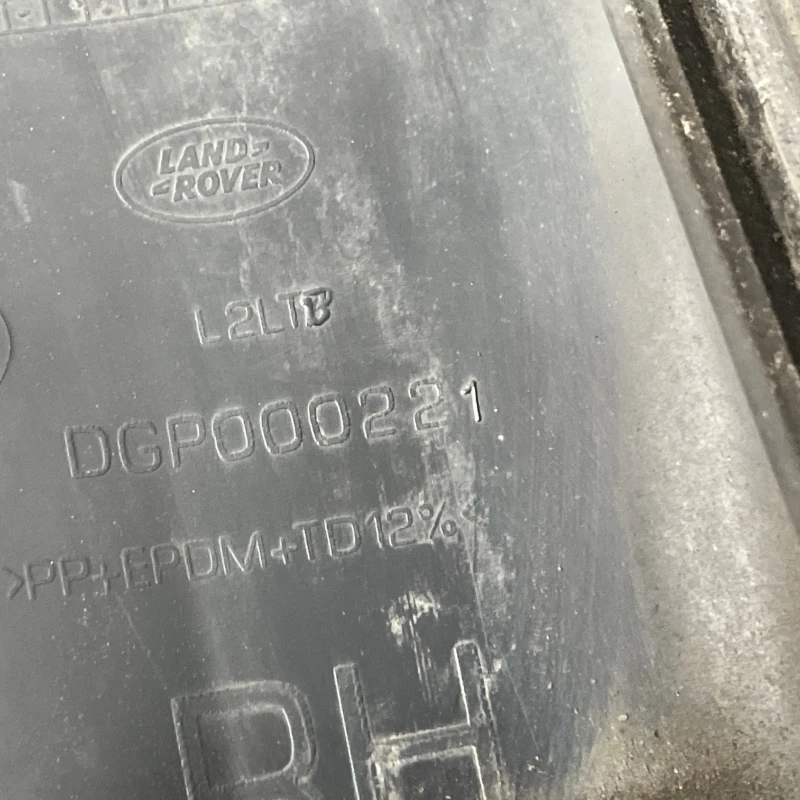 LAND-
-ROVER
L2LTB
DGP000221
>PP+EPDM+TD12%<
RH